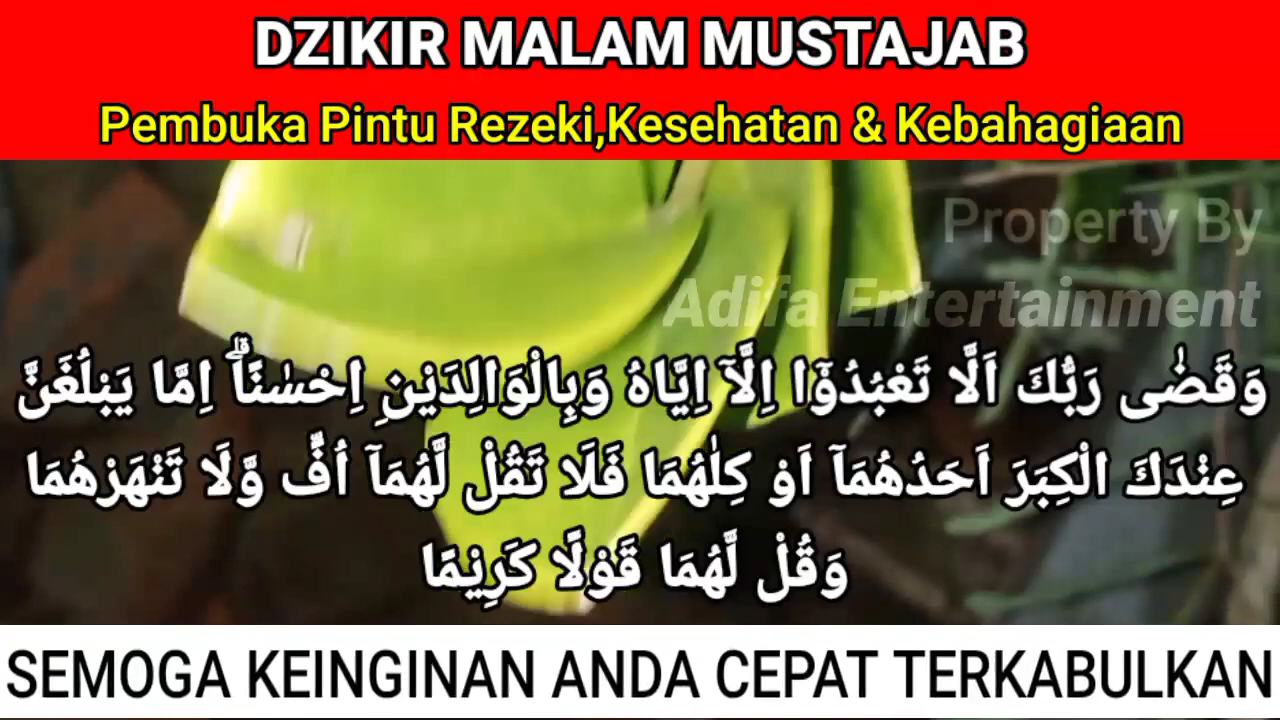 DZIKIR MALAM MUSTAJAB
Pembuka Pintu Rezeki,Kesehatan & Kebahagiaan
Property By
Adifa Entertainment
وَقَضٰى رَبُّكَ اَلَّا تَعْبُدُوْٓا اِلَّآ اِيَّاهُ وَبِالْوَالِدَيْنِ اِحْسٰنًاۗ اِمَّا يَبْلُغَنَّ
عِنْدَكَ الْكِبَرَ اَحَدُهُمَآ اَوْ كِلٰهُمَا فَلَا تَقُلْ لَّهُمَآ اُفٍّ وَّلَا تَنْهَرْهُمَا
وَقُلْ لَّهُمَا قَوْلًا كَرِيْمًا
SEMOGA KEINGINAN ANDA CEPAT TERKABULKAN